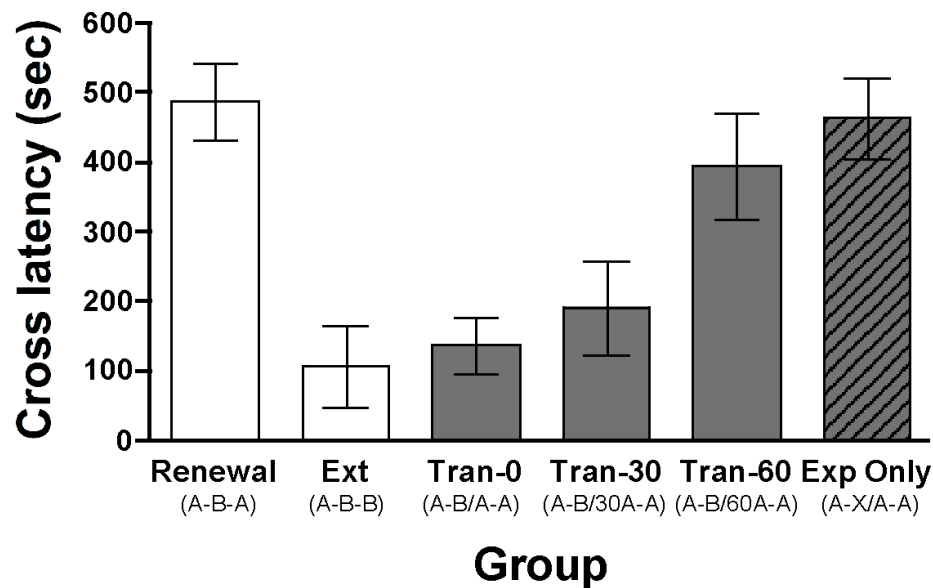 Cross latency (sec)
600
500
400
300
200
100
0
Renewal Ext Tran-0 Tran-30 Tran-60 Exp Only
(A-B-A) (A-B-B) (A-B/A-A) (A-B/30A-A) (A-B/60A-A) (A-X/A-A)
Group